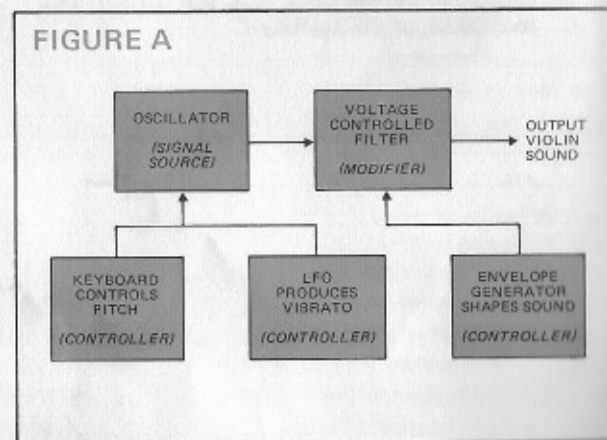 FIGURE A
OSCILLATOR
(SIGNAL
SOURCE)
VOLTAGE
CONTROLLED
FILTER
(MODIFIER)
OUTPUT
VIOLIN
SOUND
KEYBOARD
CONTROLS
PITCH
(CONTROLLER)
LFO
PRODUCES
VIBRATO
(CONTROLLER)
ENVELOPE
GENERATOR
SHAPES SOUND
(CONTROLLER)